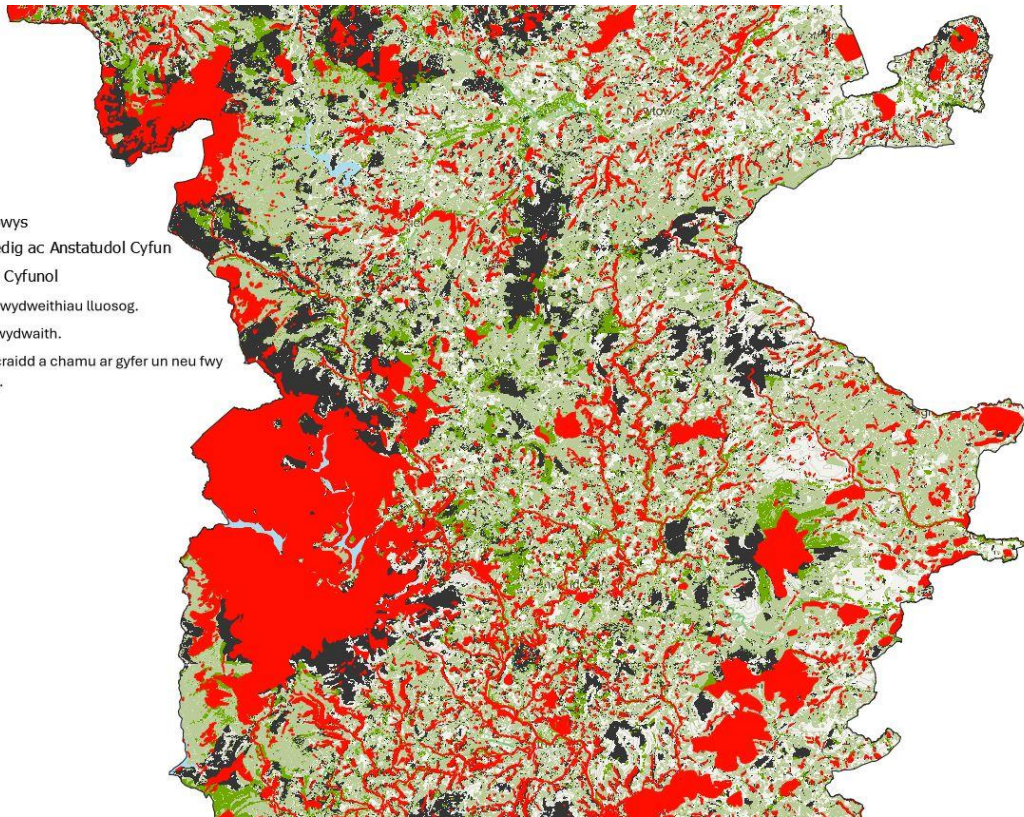 wys
edig ac Anstatudol Cyfun
Cyfunol
wydweithiau lluosog.
wydwaith.
craidd a chamu ar gyfer un neu fwy